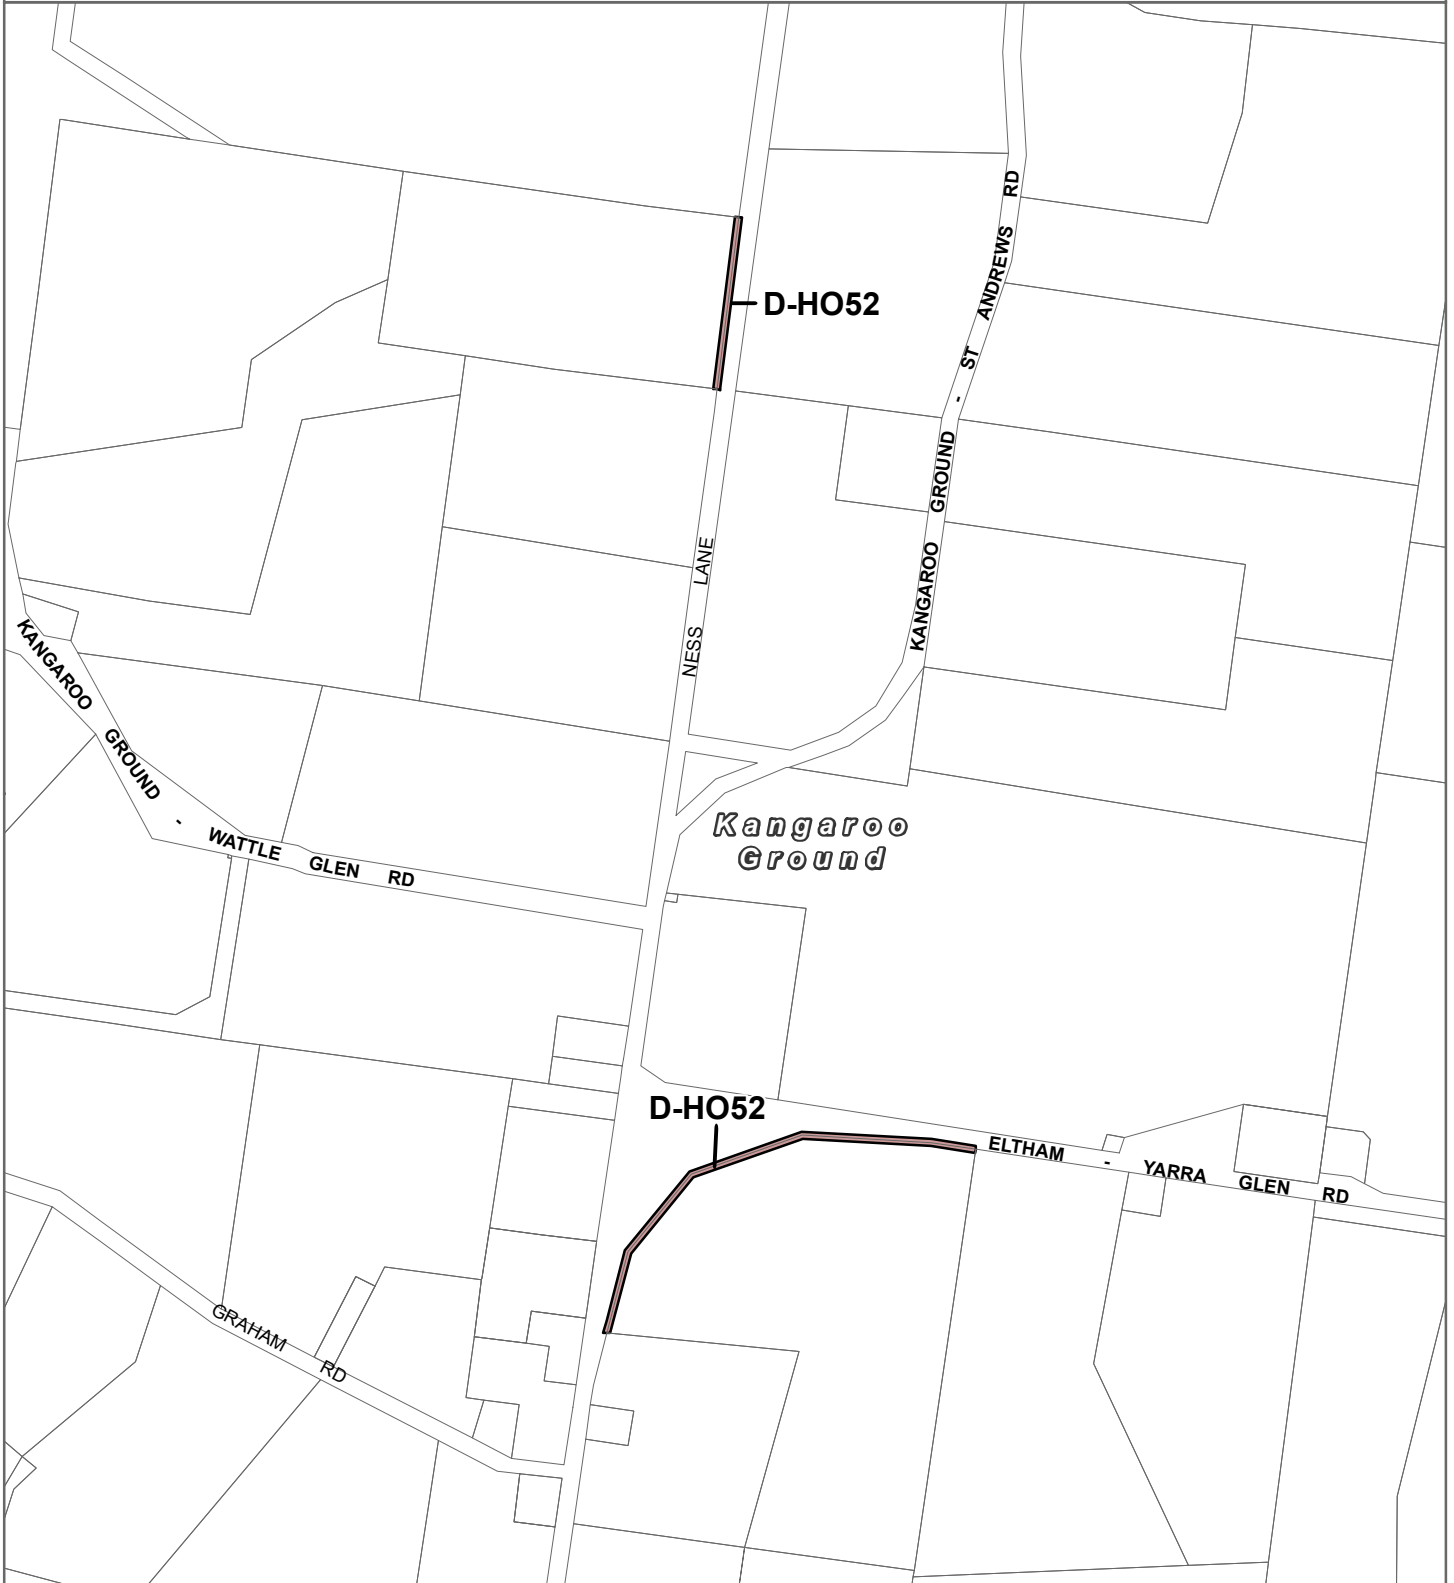 D-HO52
KANGAROO GROUND - ST ANDREWS RD
NESS LANE
KANGAROO GROUND - WATTLE GLEN RD
Kangaroo
Ground
D-HO52
ELTHAM - YARRA GLEN RD
GRAHAM RD